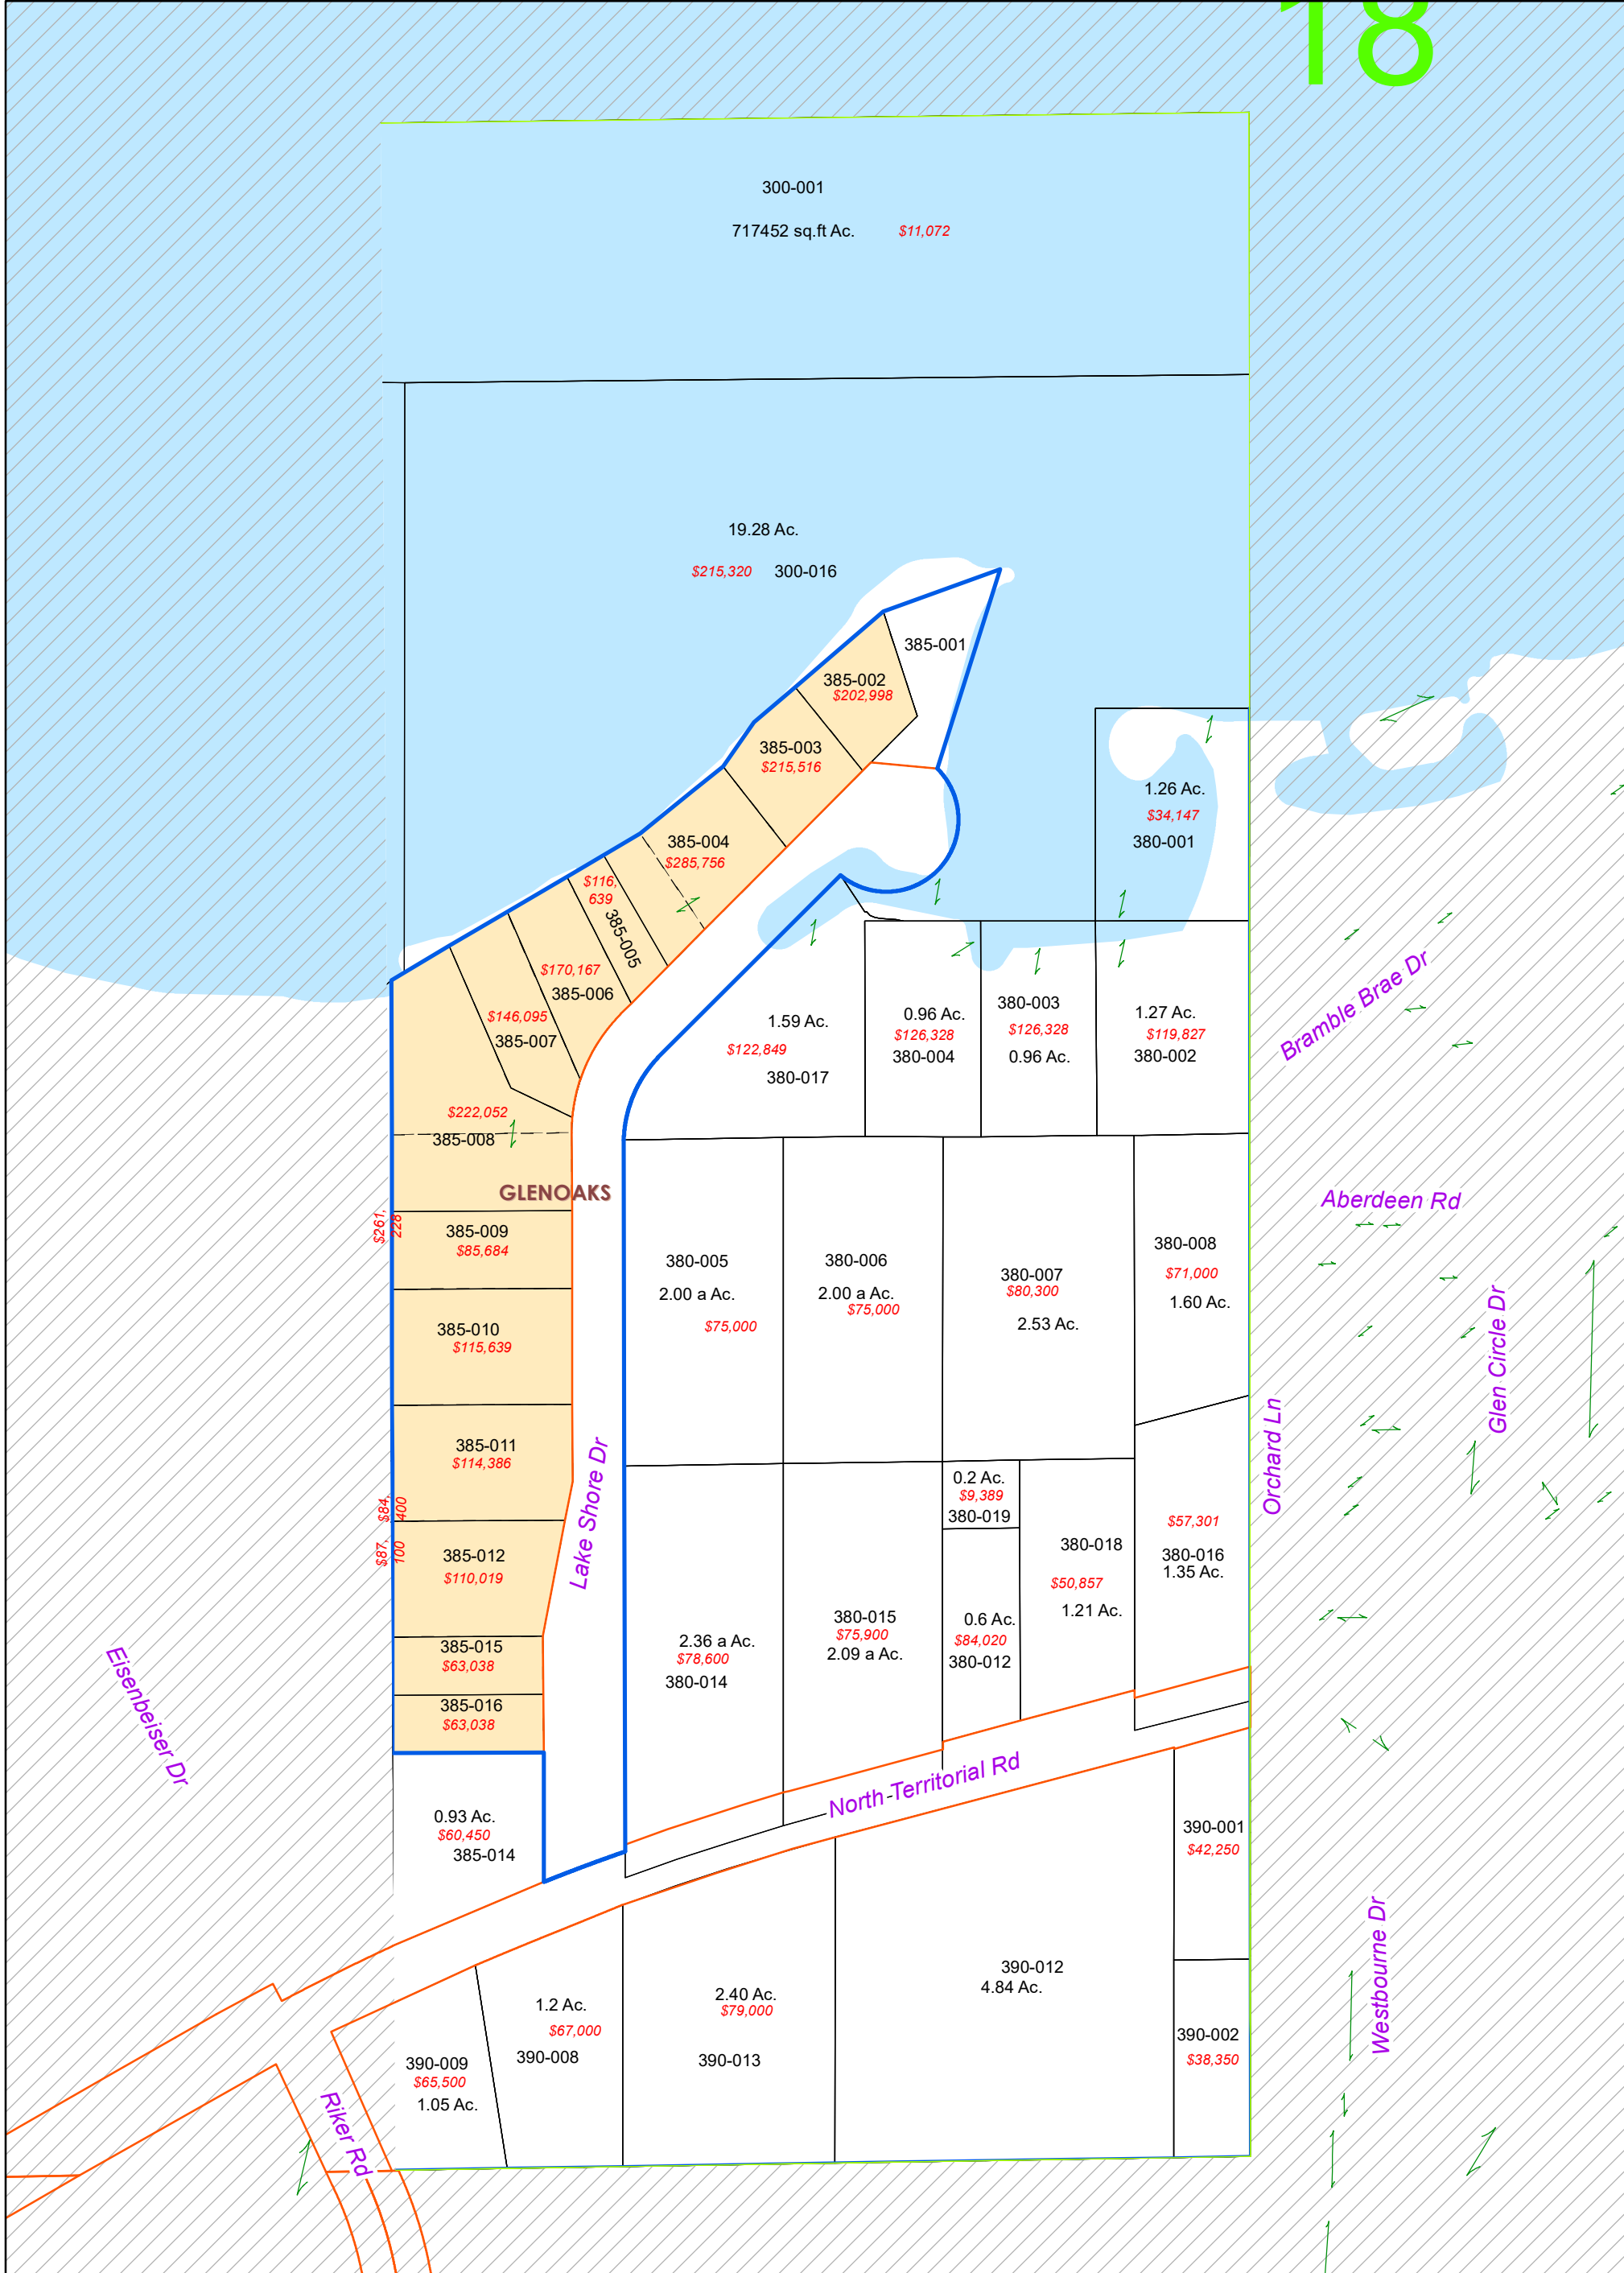 18
300-001
717452 sq.ft Ac. $11,072
19.28 Ac.
$215,320 300-016
385-001
385-002
$202,998
385-003
$215,516
385-004
$285,756
$116,
639
385-005
$170,167
385-006
$146,095
385-007
$222,052
385-008
GLENOAKS
$261,
228
385-009
$85,684
385-010
$115,639
385-011
$114,386
$84,
400
$87,
100
385-012
$110,019
385-015
$63,038
385-016
$63,038
0.93 Ac.
$60,450
385-014
1.26 Ac.
$34,147
380-001
1.59 Ac.
$122,849
380-017
0.96 Ac.
$126,328
380-004
380-003
$126,328
0.96 Ac.
1.27 Ac.
$119,827
380-002
380-005
2.00 a Ac.
$75,000
380-006
2.00 a Ac.
$75,000
380-007
$80,300
2.53 Ac.
380-008
$71,000
1.60 Ac.
2.36 a Ac.
$78,600
380-014
380-015
$75,900
2.09 a Ac.
0.2 Ac.
$9,389
380-019
0.6 Ac.
$84,020
380-012
380-018
$50,857
1.21 Ac.
$57,301
380-016
1.35 Ac.
390-001
$42,250
390-002
$38,350
390-012
4.84 Ac.
2.40 Ac.
$79,000
390-013
1.2 Ac.
$67,000
390-008
390-009
$65,500
1.05 Ac.
Lake Shore Dr
North Territorial Rd
Eisenbeiser Dr
Riker Rd
Orchard Ln
Bramble Brae Dr
Aberdeen Rd
Glen Circle Dr
Westbourne Dr